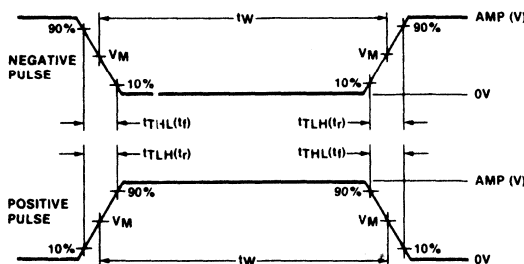 tW
90%
90%
AMP (V)
NEGATIVE
PULSE
VM
VM
10%
10%
0V
tTHL(tf)
tTLH(tr)
tTLH(tr)
tTHL(tf)
AMP (V)
POSITIVE
PULSE
90%
90%
VM
VM
10%
10%
tW
0V